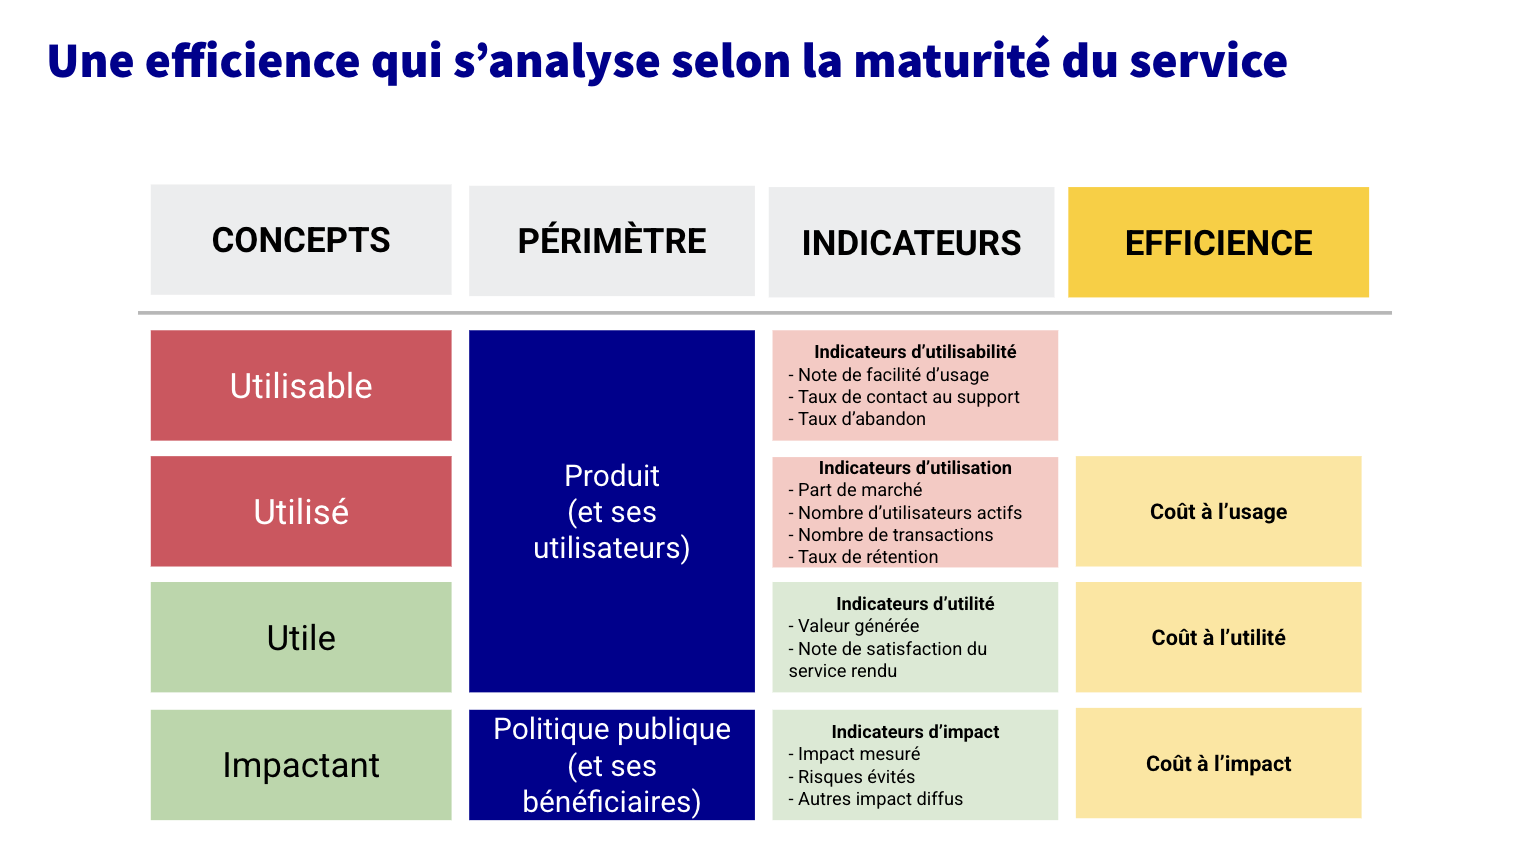 Une efficience qui s’analyse selon la maturité du service
CONCEPTS
PÉRIMÈTRE
INDICATEURS
EFFICIENCE
Utilisable
Produit
(et ses
utilisateurs)
Indicateurs d’utilisabilité
- Note de facilité d’usage
- Taux de contact au support
- Taux d’abandon
Utilisé
Indicateurs d’utilisation
- Part de marché
- Nombre d’utilisateurs actifs
- Nombre de transactions
- Taux de rétention
Coût à l’usage
Utile
Indicateurs d’utilité
- Valeur générée
- Note de satisfaction du
service rendu
Coût à l’utilité
Impactant
Politique publique
(et ses
bénéficiaires)
Indicateurs d’impact
- Impact mesuré
- Risques évités
- Autres impact diffus
Coût à l’impact